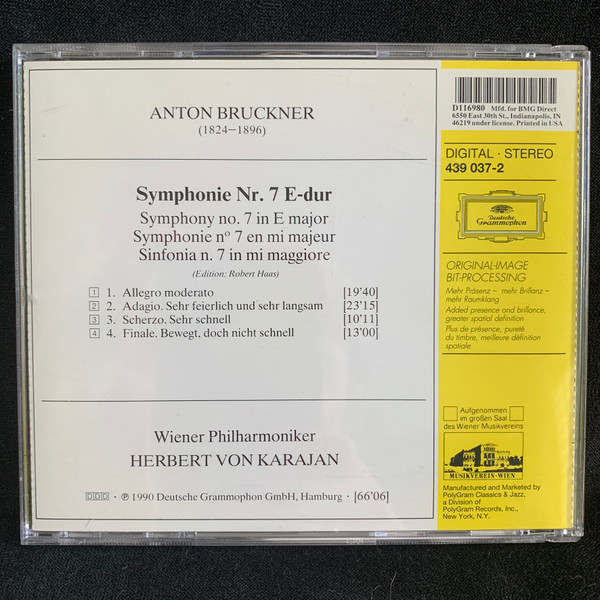 ANTON BRUCKNER
(1824–1896)
Symphonie Nr. 7 E-dur
Symphony no. 7 in E major
Symphonie nº 7 en mi majeur
Sinfonia n. 7 in mi maggiore
(Edition: Robert Haas)
1 1. Allegro moderato [19'40]
2 2. Adagio. Sehr feierlich und sehr langsam [23'15]
3 3. Scherzo. Sehr schnell [10'11]
4 4. Finale. Bewegt, doch nicht schnell [13'00]
Wiener Philharmoniker
HERBERT VON KARAJAN
DDD · ℗ 1990 Deutsche Grammophon GmbH, Hamburg · [66'06]
D116980 Mfd. for BMG Direct
6550 East 30th St., Indianapolis, IN
46219 under license. Printed in USA
DIGITAL · STEREO
439 037-2
Deutsche
Grammophon
ORIGINAL-IMAGE
BIT-PROCESSING
Mehr Präsenz – mehr Brillanz –
mehr Raumklang
Added presence and brillance,
greater spatial definition
Plus de présence, pureté
du timbre, meilleure définition
spatiale
Aufgenommen
im großen Saal
des Wiener Musikvereins
MUSIKVEREIN·WIEN
Manufactured and Marketed by
PolyGram Classics & Jazz,
a Division of
PolyGram Records, Inc.,
New York, N.Y.